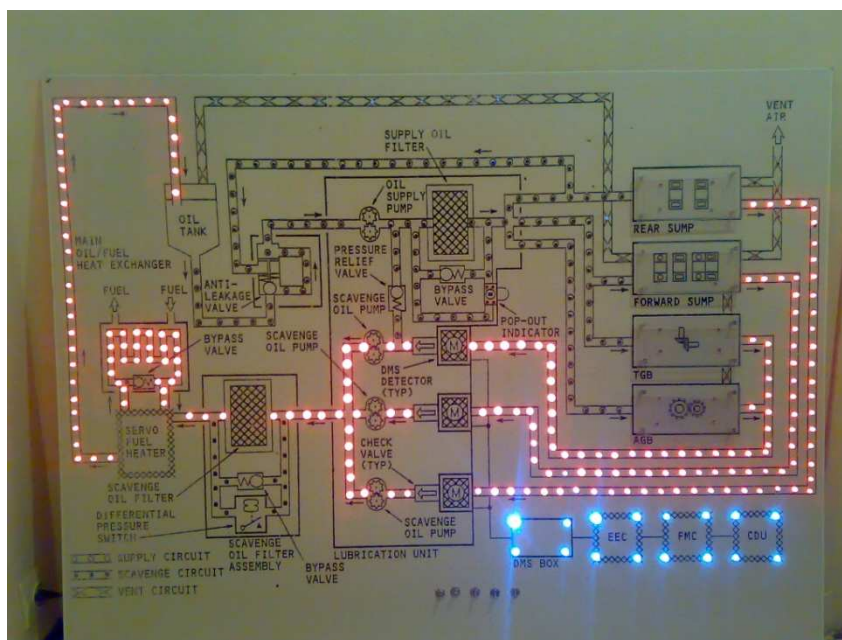 VENT
AIR
SUPPLY OIL
FILTER
OIL
SUPPLY
PUMP
OIL
TANK
REAR SUMP
MAIN
OIL/FUEL
HEAT EXCHANGER
PRESSURE
RELIEF
VALVE
ANTI-
LEAKAGE
VALVE
BYPASS
VALVE
FORWARD SUMP
FUEL
FUEL
SCAVENGE
OIL PUMP
SCAVENGE
OIL PUMP
POP-OUT
INDICATOR
BYPASS
VALVE
TGB
DMS
DETECTOR
(TYP)
M
M
M
AGB
SERVO
FUEL
HEATER
CHECK
VALVE
(TYP)
SCAVENGE
OIL FILTER
DIFFERENTIAL
PRESSURE
SWITCH
SCAVENGE
OIL PUMP
SCAVENGE
OIL FILTER
ASSEMBLY
BYPASS
VALVE
LUBRICATION UNIT
DMS BOX
EEC
FMC
CDU
SUPPLY CIRCUIT
SCAVENGE CIRCUIT
VENT CIRCUIT